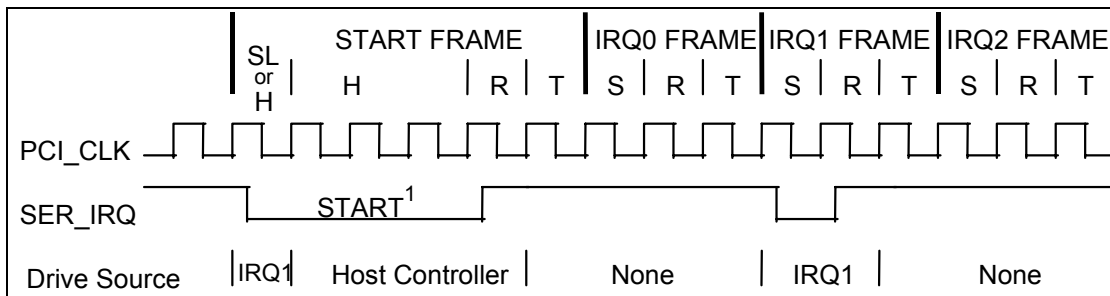 START FRAME IRQ0 FRAME IRQ1 FRAME IRQ2 FRAME
SL
or
H
H R T S R T S R T S R T
PCI_CLK
SER_IRQ START1
Drive Source IRQ1 Host Controller None IRQ1 None